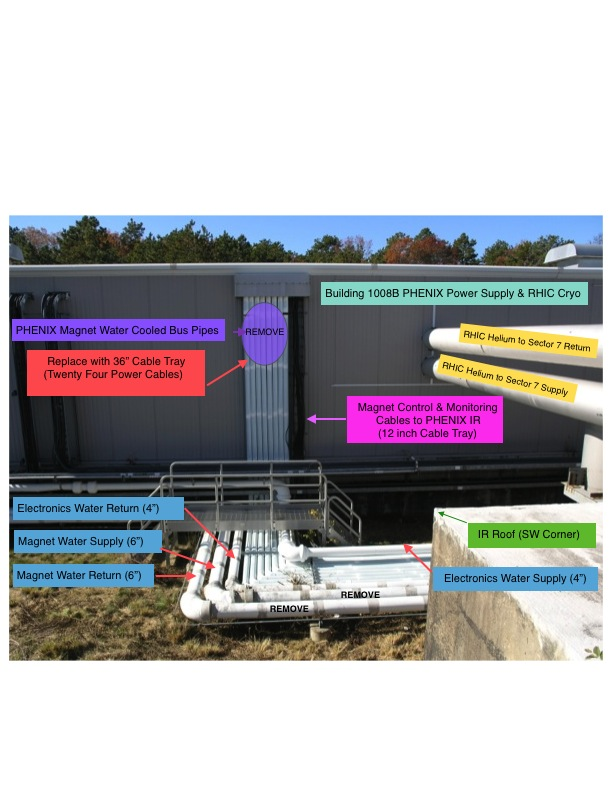 Building 1008B PHENIX Power Supply & RHIC Cryo
PHENIX Magnet Water Cooled Bus Pipes
REMOVE
RHIC Helium to Sector 7 Return
Replace with 36” Cable Tray
(Twenty Four Power Cables)
RHIC Helium to Sector 7 Supply
Magnet Control & Monitoring
Cables to PHENIX IR
(12 inch Cable Tray)
Electronics Water Return (4”)
IR Roof (SW Corner)
Magnet Water Supply (6”)
Magnet Water Return (6”)
Electronics Water Supply (4”)
REMOVE
REMOVE